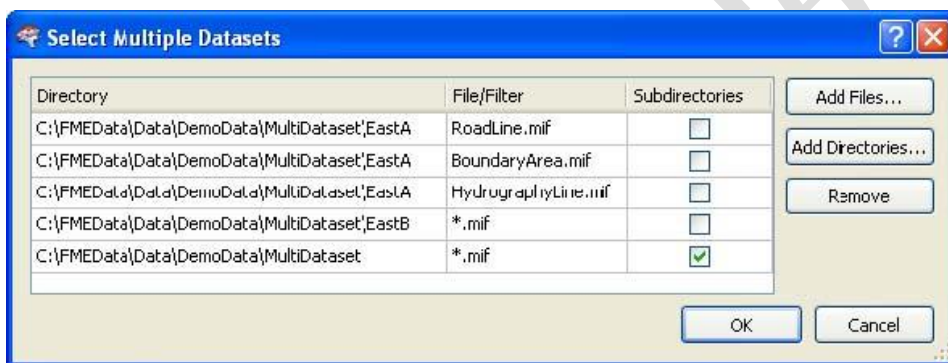 Select Multiple Datasets
Directory File/Filter Subdirectories
C:\FMEData\Data\DemoData\MultiDataset\EastA RoadLine.mif
C:\FMEData\Data\DemoData\MultiDataset\EastA BoundaryArea.mif
C:\FMEData\Data\DemoData\MultiDataset\EastA HydrographyLine.mif
C:\FMEData\Data\DemoData\MultiDataset\EastB *.mif
C:\FMEData\Data\DemoData\MultiDataset *.mif
Add Files...
Add Directories...
Remove
OK Cancel